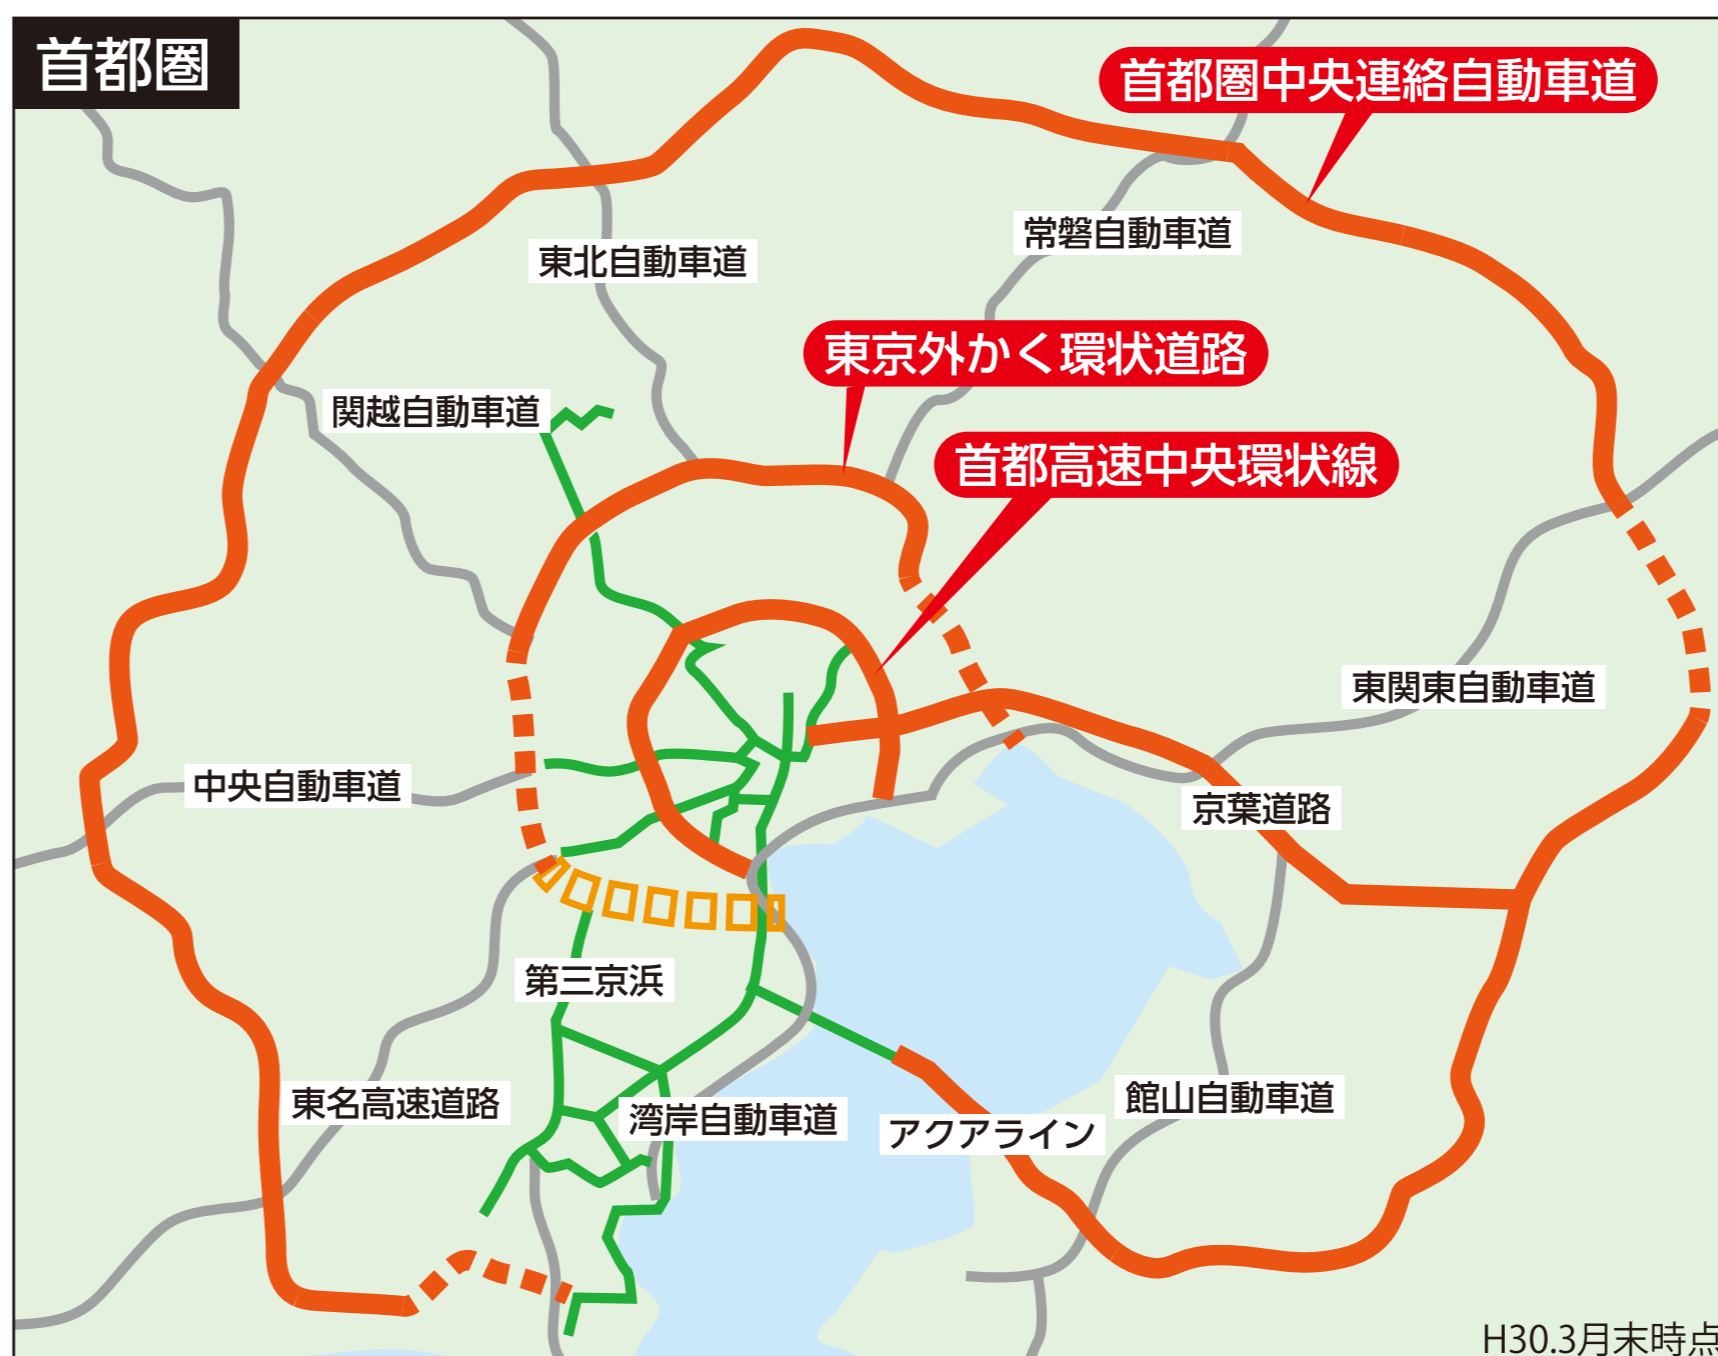 首都圏
首都圏中央連絡自動車道
常磐自動車道
東北自動車道
東京外かく環状道路
関越自動車道
首都高速中央環状線
東関東自動車道
中央自動車道
京葉道路
第三京浜
東名高速道路
湾岸自動車道
アクアライン
館山自動車道
H30.3月末時点